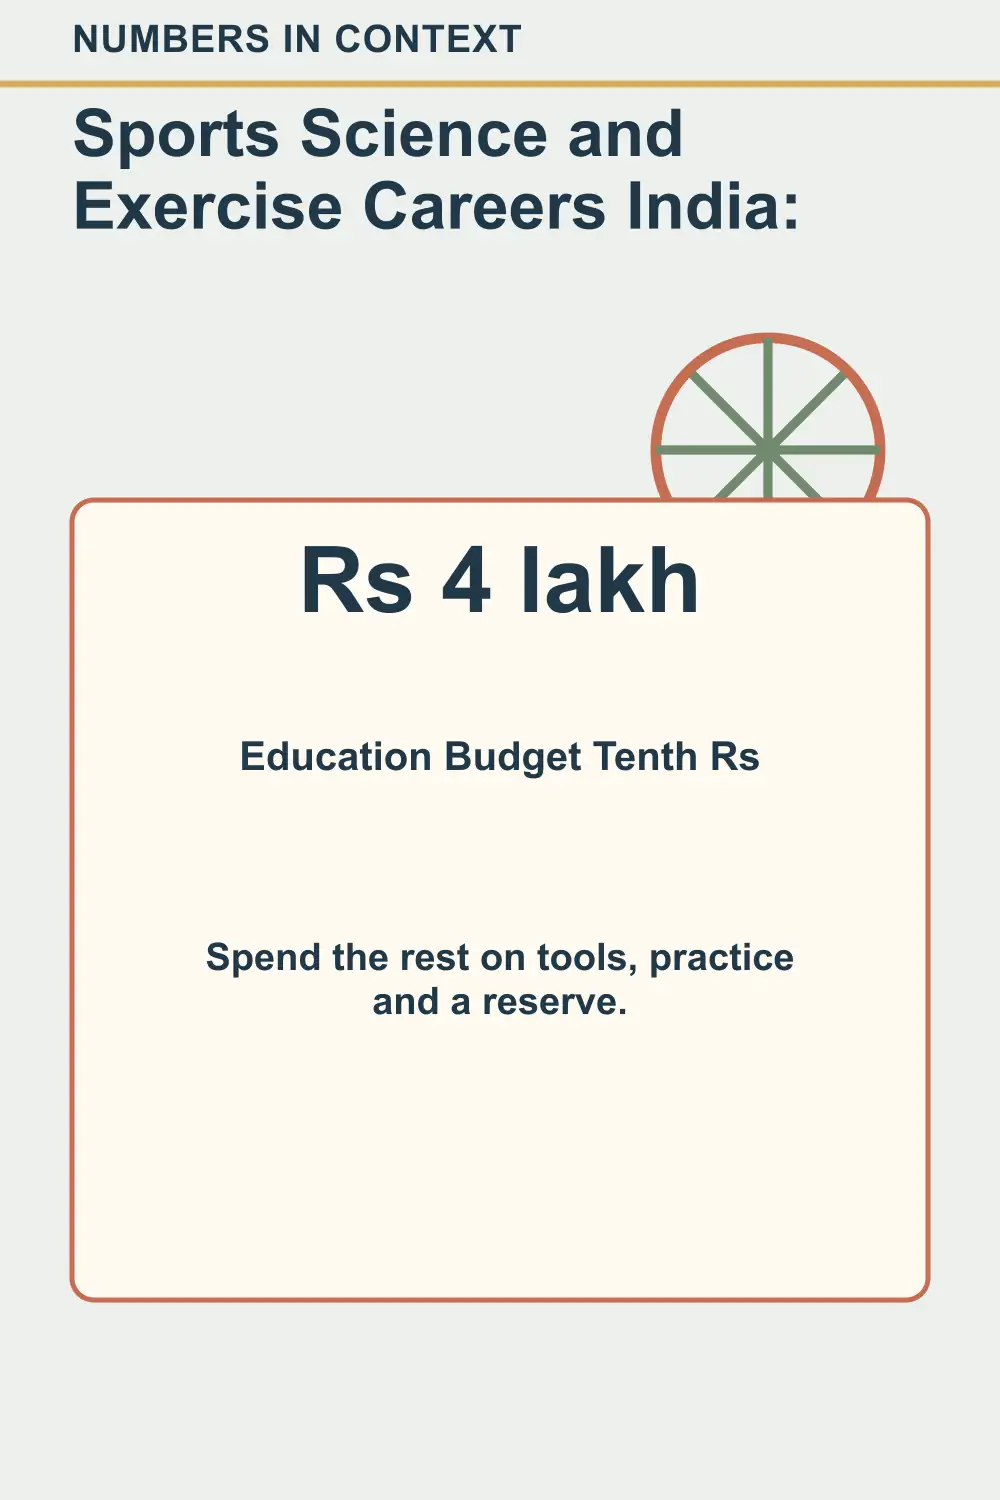 NUMBERS IN CONTEXT
Sports Science and
Exercise Careers India:
Rs 4 lakh
Education Budget Tenth Rs
Spend the rest on tools, practice
and a reserve.